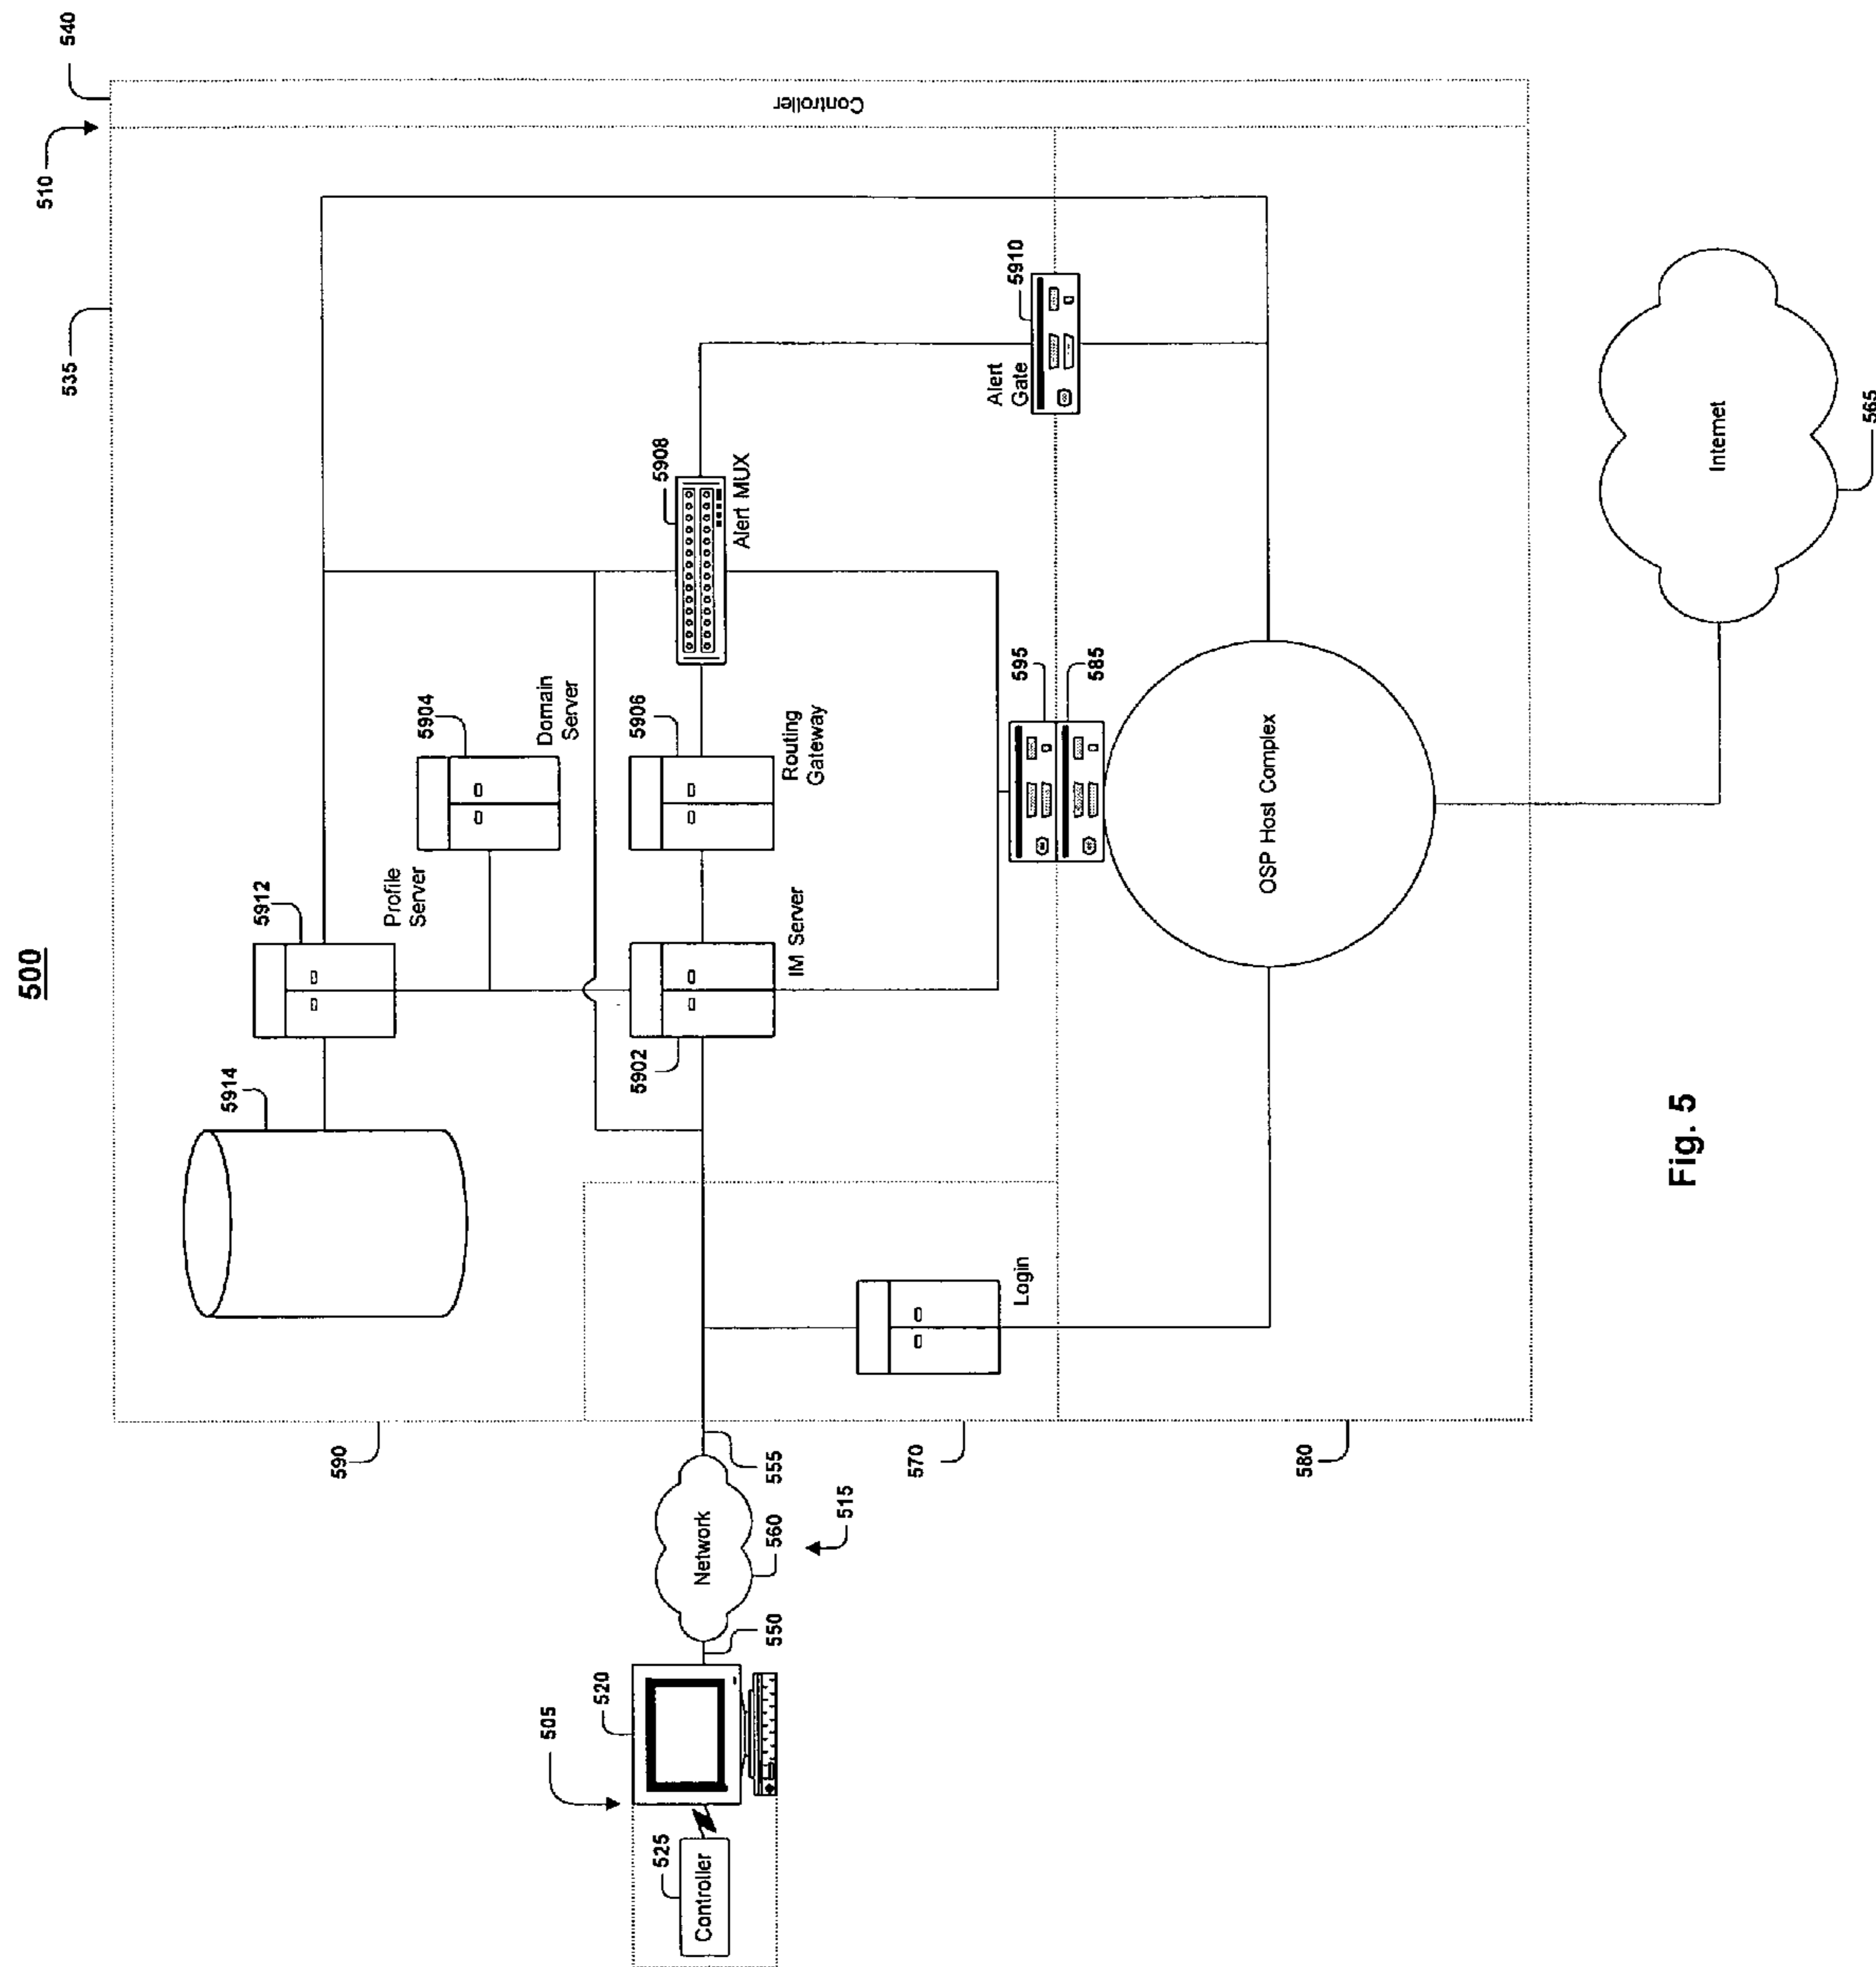 500
510
540
535
Controller
5912
Profile
Server
5914
5904
Domain
Server
5908
Alert MUX
5906
Routing
Gateway
5902
IM Server
5910
Alert
Gate
595
585
OSP Host Complex
Login
590
570
580
555
Network
560
515
550
505
520
525
Controller
Internet
565
Fig. 5